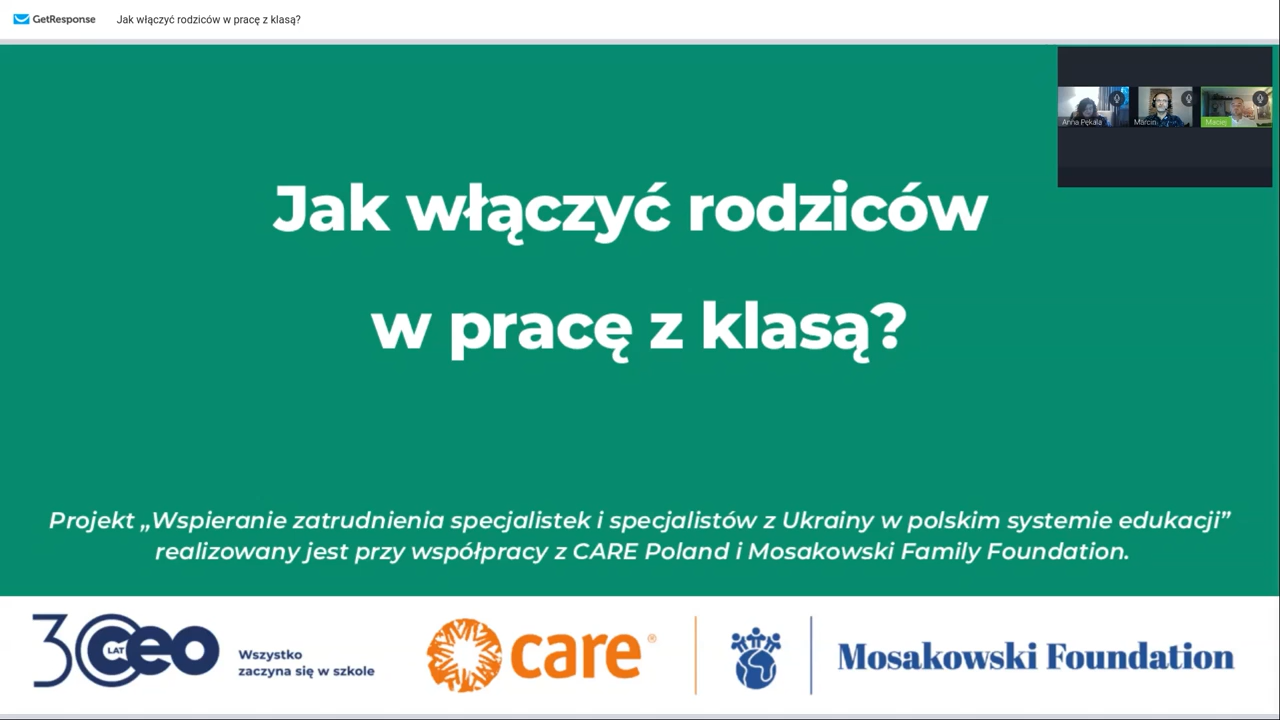 GetResponse Jak włączyć rodziców w pracę z klasą?
Anna Pękala Marcin Maciej
Jak włączyć rodziców
w pracę z klasą?
Projekt „Wspieranie zatrudnienia specjalistek i specjalistów z Ukrainy w polskim systemie edukacji”
realizowany jest przy współpracy z CARE Poland i Mosakowski Family Foundation.
30 LAT ceo
Wszystko
zaczyna się w szkole
care®
Mosakowski Foundation